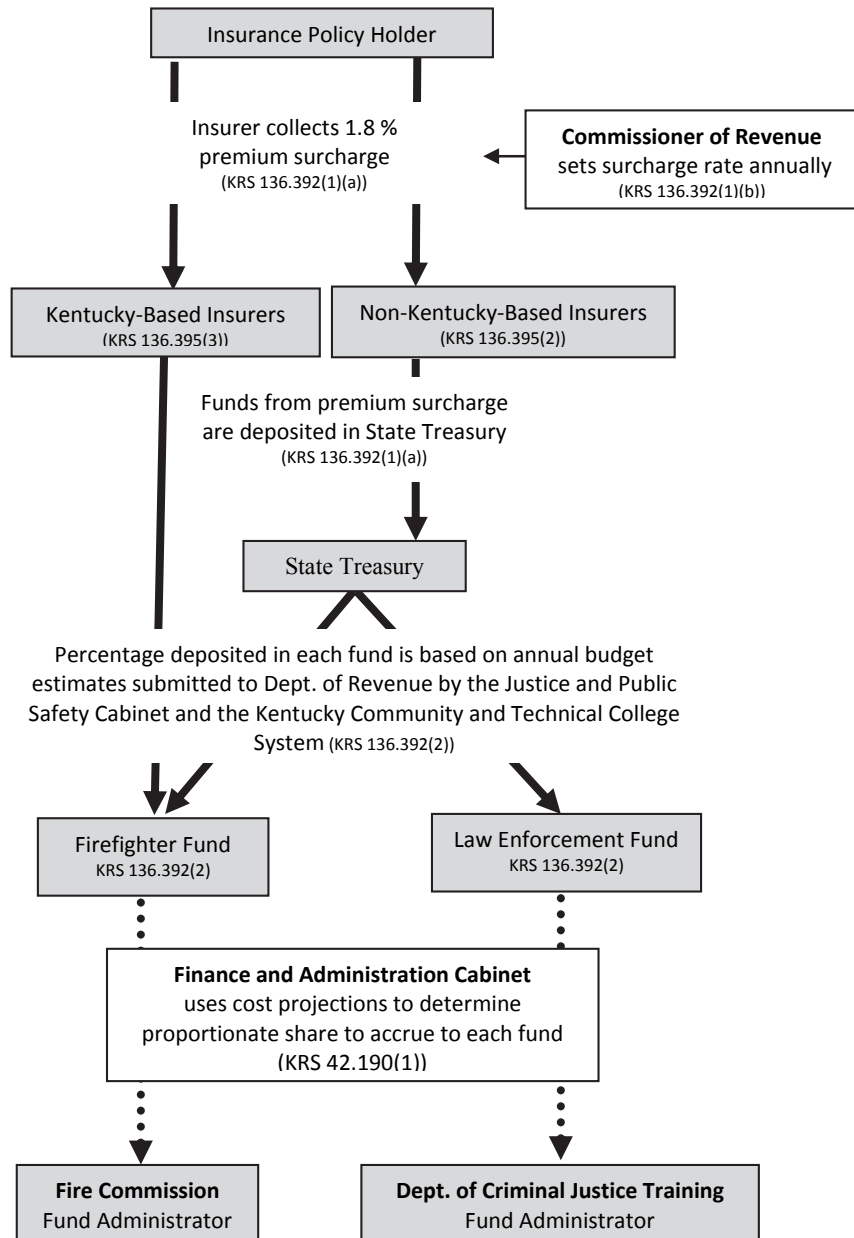 Insurance Policy Holder
Insurer collects 1.8 %
premium surcharge
(KRS 136.392(1)(a))
Commissioner of Revenue
sets surcharge rate annually
(KRS 136.392(1)(b))
Kentucky-Based Insurers
(KRS 136.395(3))
Non-Kentucky-Based Insurers
(KRS 136.395(2))
Funds from premium surcharge
are deposited in State Treasury
(KRS 136.392(1)(a))
State Treasury
Percentage deposited in each fund is based on annual budget
estimates submitted to Dept. of Revenue by the Justice and Public
Safety Cabinet and the Kentucky Community and Technical College
System (KRS 136.392(2))
Firefighter Fund
KRS 136.392(2)
Law Enforcement Fund
KRS 136.392(2)
Finance and Administration Cabinet
uses cost projections to determine
proportionate share to accrue to each fund
(KRS 42.190(1))
Fire Commission
Fund Administrator
Dept. of Criminal Justice Training
Fund Administrator